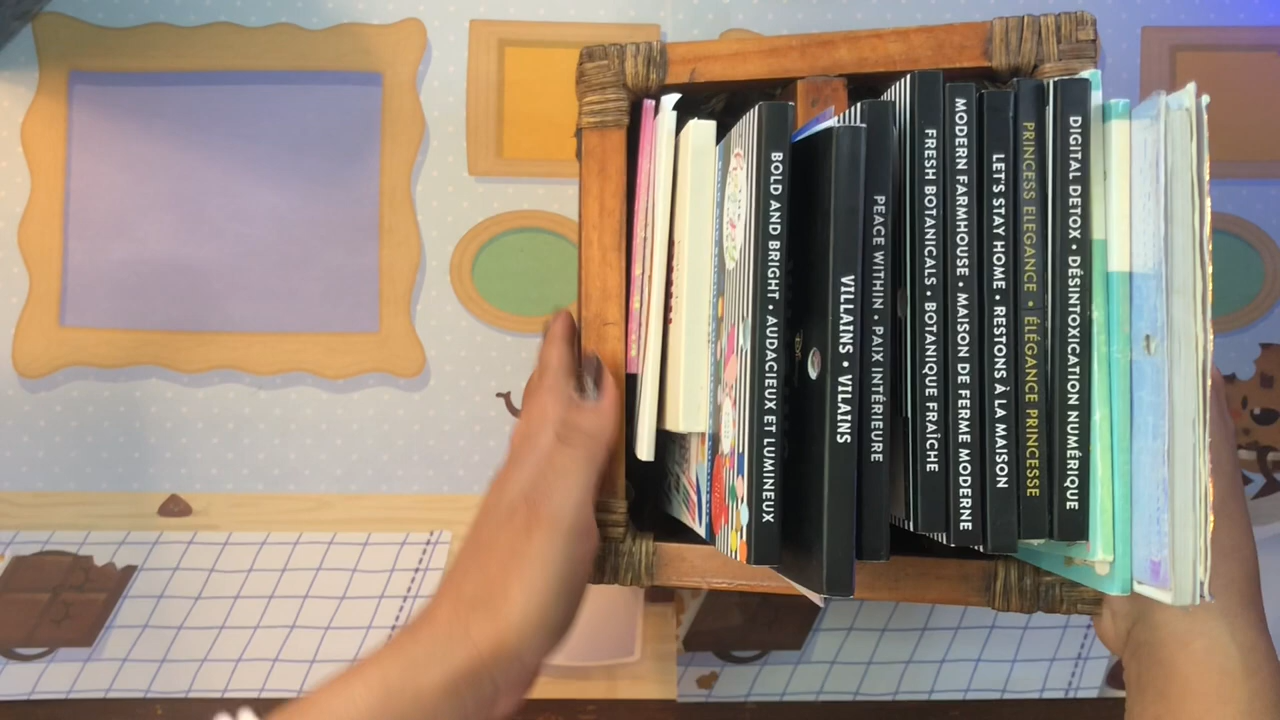 BOLD AND BRIGHT • AUDACIEUX ET LUMINEUX
VILLAINS • VILAINS
PEACE WITHIN • PAIX INTÉRIEURE
FRESH BOTANICALS • BOTANIQUE FRAÎCHE
MODERN FARMHOUSE • MAISON DE FERME MODERNE
LET'S STAY HOME • RESTONS À LA MAISON
PRINCESS ELEGANCE • ÉLÉGANCE PRINCESSE
DIGITAL DETOX • DÉSINTOXICATION NUMÉRIQUE